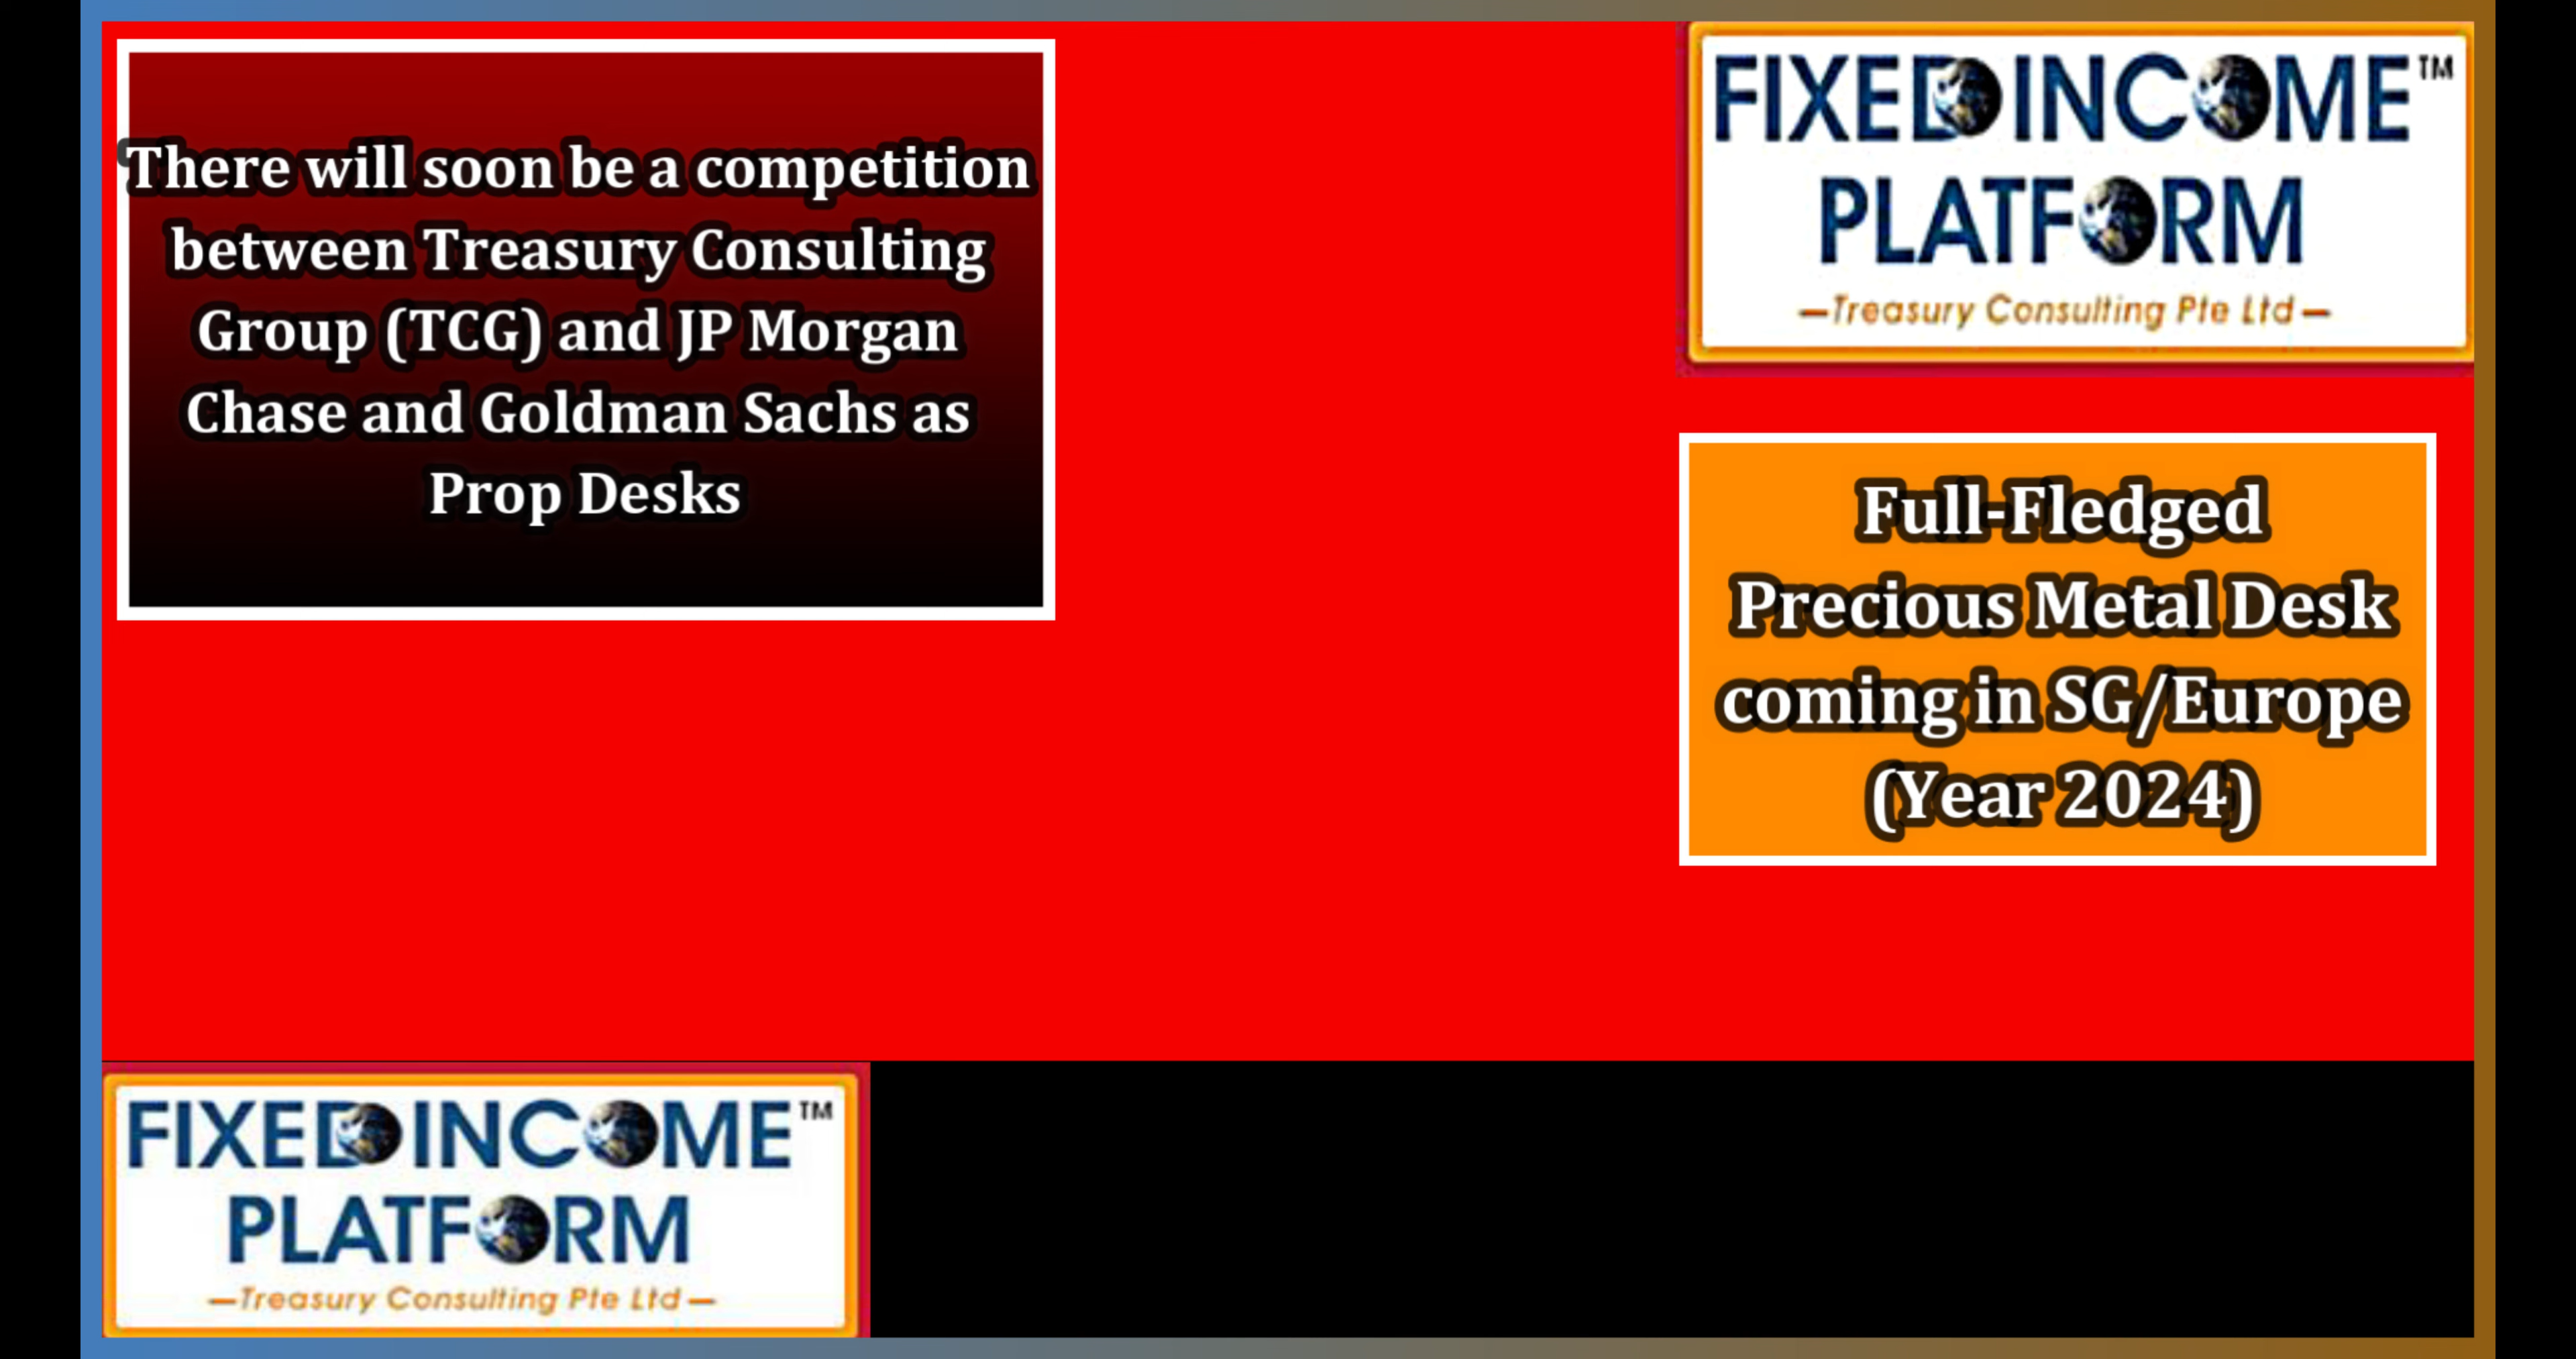 There will soon be a competition
between Treasury Consulting
Group (TCG) and JP Morgan
Chase and Goldman Sachs as
Prop Desks
FIXED INCOME™
PLATFORM
—Treasury Consulting Pte Ltd—
Full-Fledged
Precious Metal Desk
coming in SG/Europe
(Year 2024)
FIXED INCOME™
PLATFORM
—Treasury Consulting Pte Ltd—